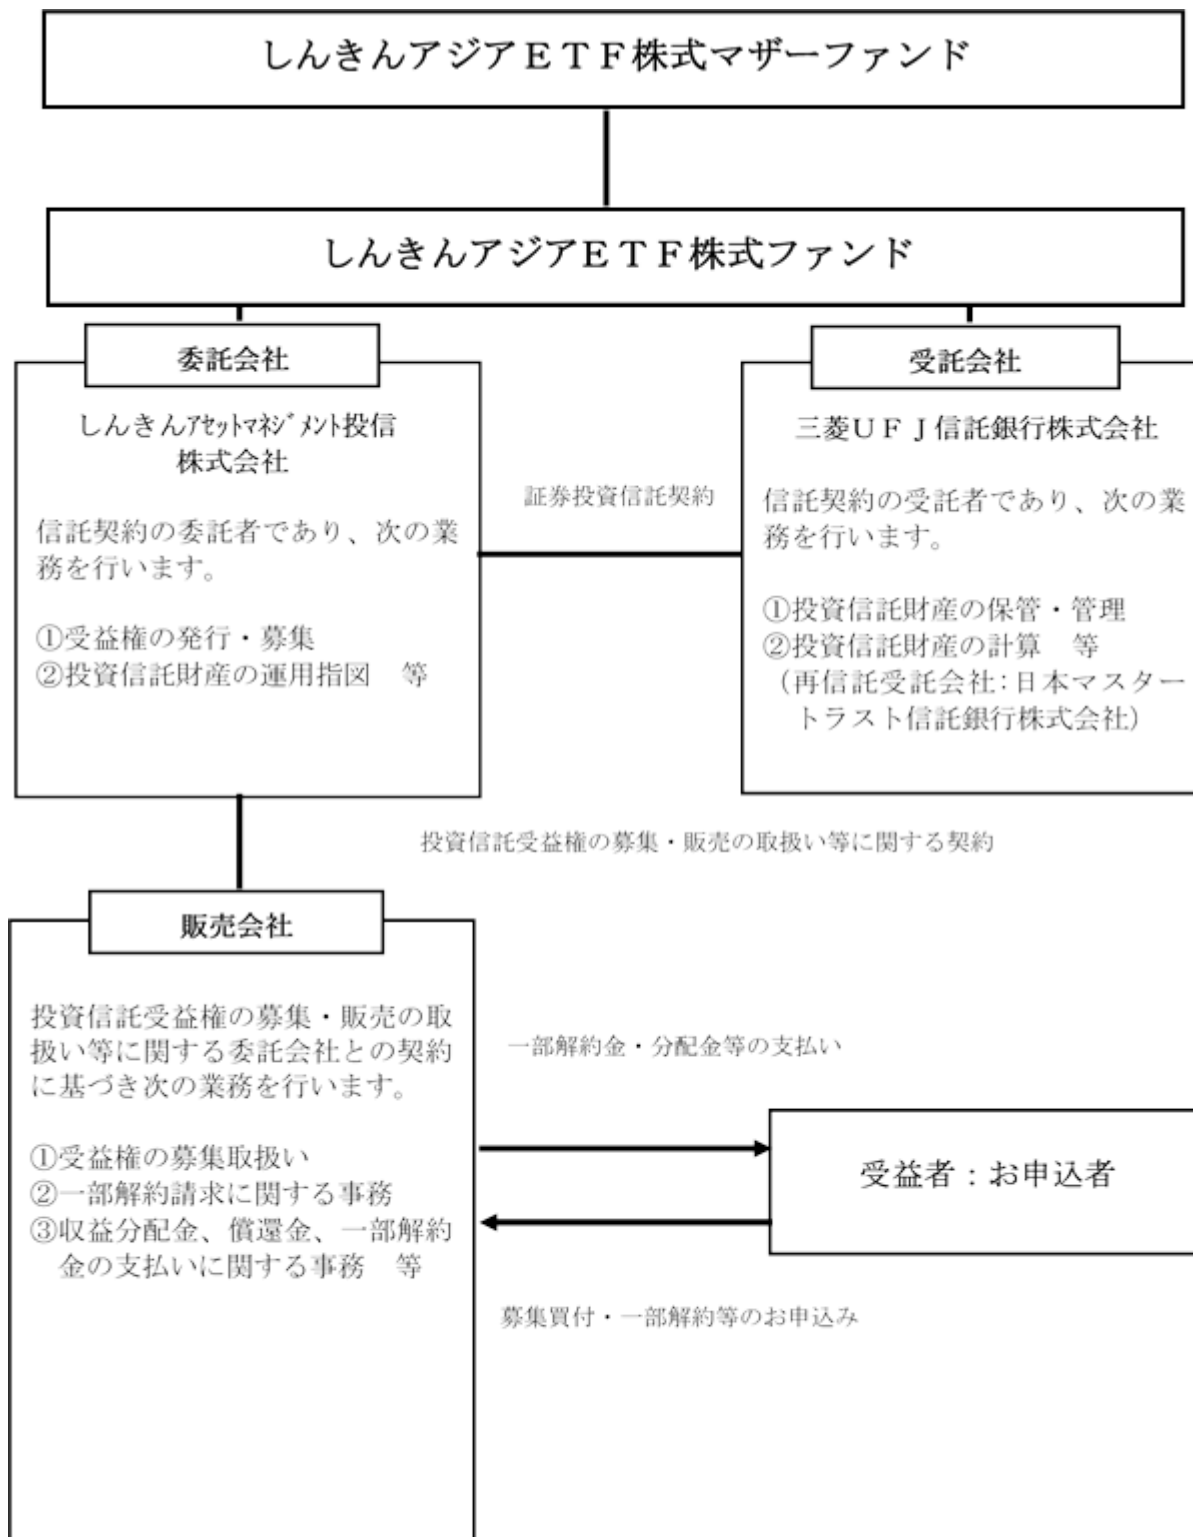 しんきんアジアＥＴＦ株式マザーファンド
しんきんアジアＥＴＦ株式ファンド
委託会社
しんきんｱｾｯﾄﾏﾈｼﾞﾒﾝﾄ投信
株式会社
信託契約の委託者であり、次の業
務を行います。
①受益権の発行・募集
②投資信託財産の運用指図　等
証券投資信託契約
受託会社
三菱ＵＦＪ信託銀行株式会社
信託契約の受託者であり、次の業
務を行います。
①投資信託財産の保管・管理
②投資信託財産の計算　等
（再信託受託会社：日本マスター
トラスト信託銀行株式会社）
投資信託受益権の募集・販売の取扱い等に関する契約
販売会社
投資信託受益権の募集・販売の取
扱い等に関する委託会社との契約
に基づき次の業務を行います。
①受益権の募集取扱い
②一部解約請求に関する事務
③収益分配金、償還金、一部解約
金の支払いに関する事務　等
一部解約金・分配金等の支払い
受益者：お申込者
募集買付・一部解約等のお申込み